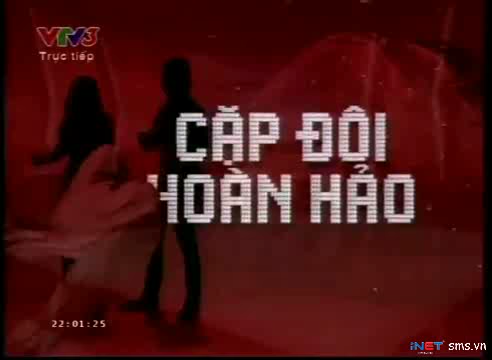 VTV3
Trực tiếp
CẶP ĐÔI
HOÀN HẢO
22:01:25
iNET sms.vn